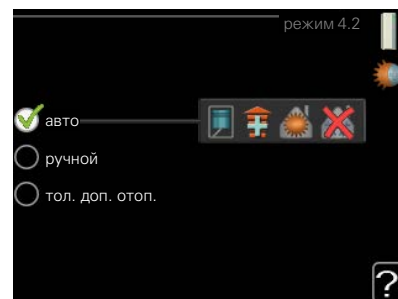 режим 4.2
авто
ручной
тол. доп. отоп.
?